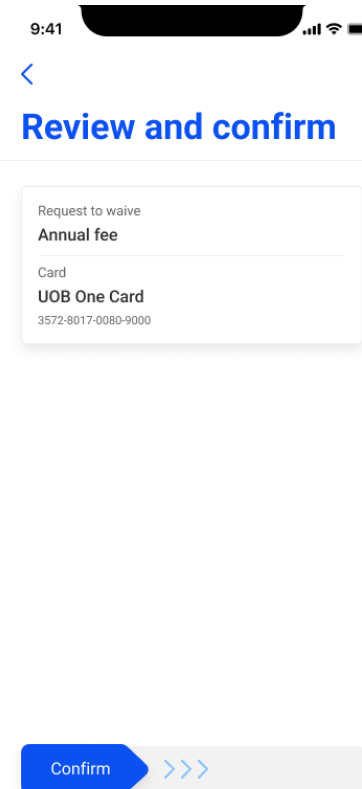 9:41
Review and confirm
Request to waive
Annual fee
Card
UOB One Card
3572-8017-0080-9000
Confirm